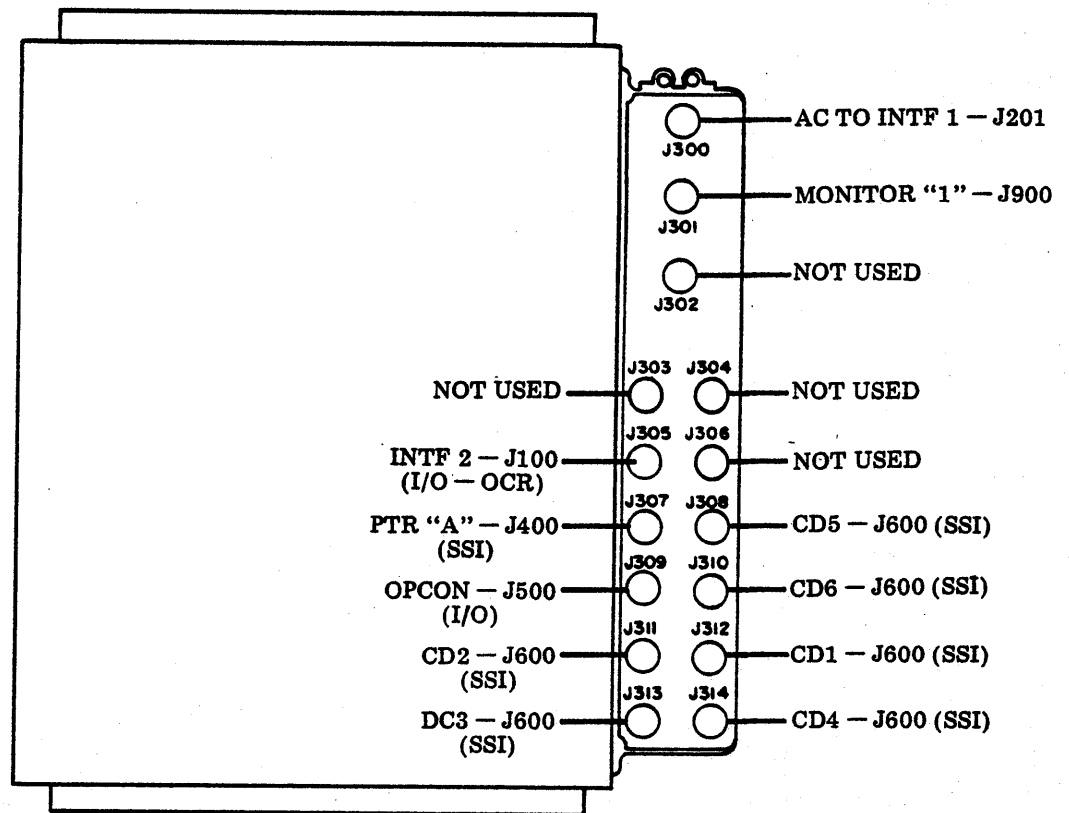 AC TO INTF 1 — J201
J300
MONITOR “1” — J900
J301
NOT USED
J302
J303 J304
NOT USED
NOT USED
J305 J306
INTF 2 — J100
(I/O — OCR)
NOT USED
J307 J308
PTR “A” — J400
(SSI)
CD5 — J600 (SSI)
J309 J310
OPCON — J500
(I/O)
CD6 — J600 (SSI)
J311 J312
CD2 — J600
(SSI)
CD1 — J600 (SSI)
J313 J314
DC3 — J600
(SSI)
CD4 — J600 (SSI)